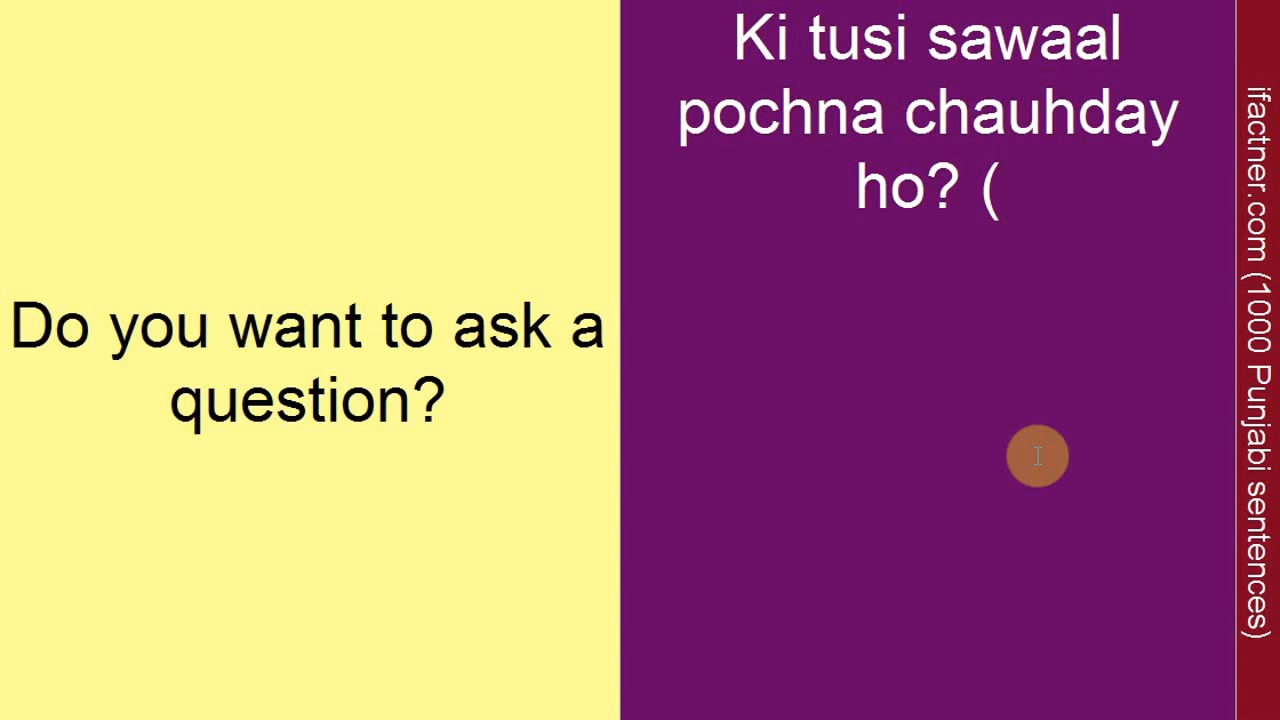 Do you want to ask a
question?
Ki tusi sawaal
pochna chauhday
ho? (
ifactner.com (1000 Punjabi sentences)